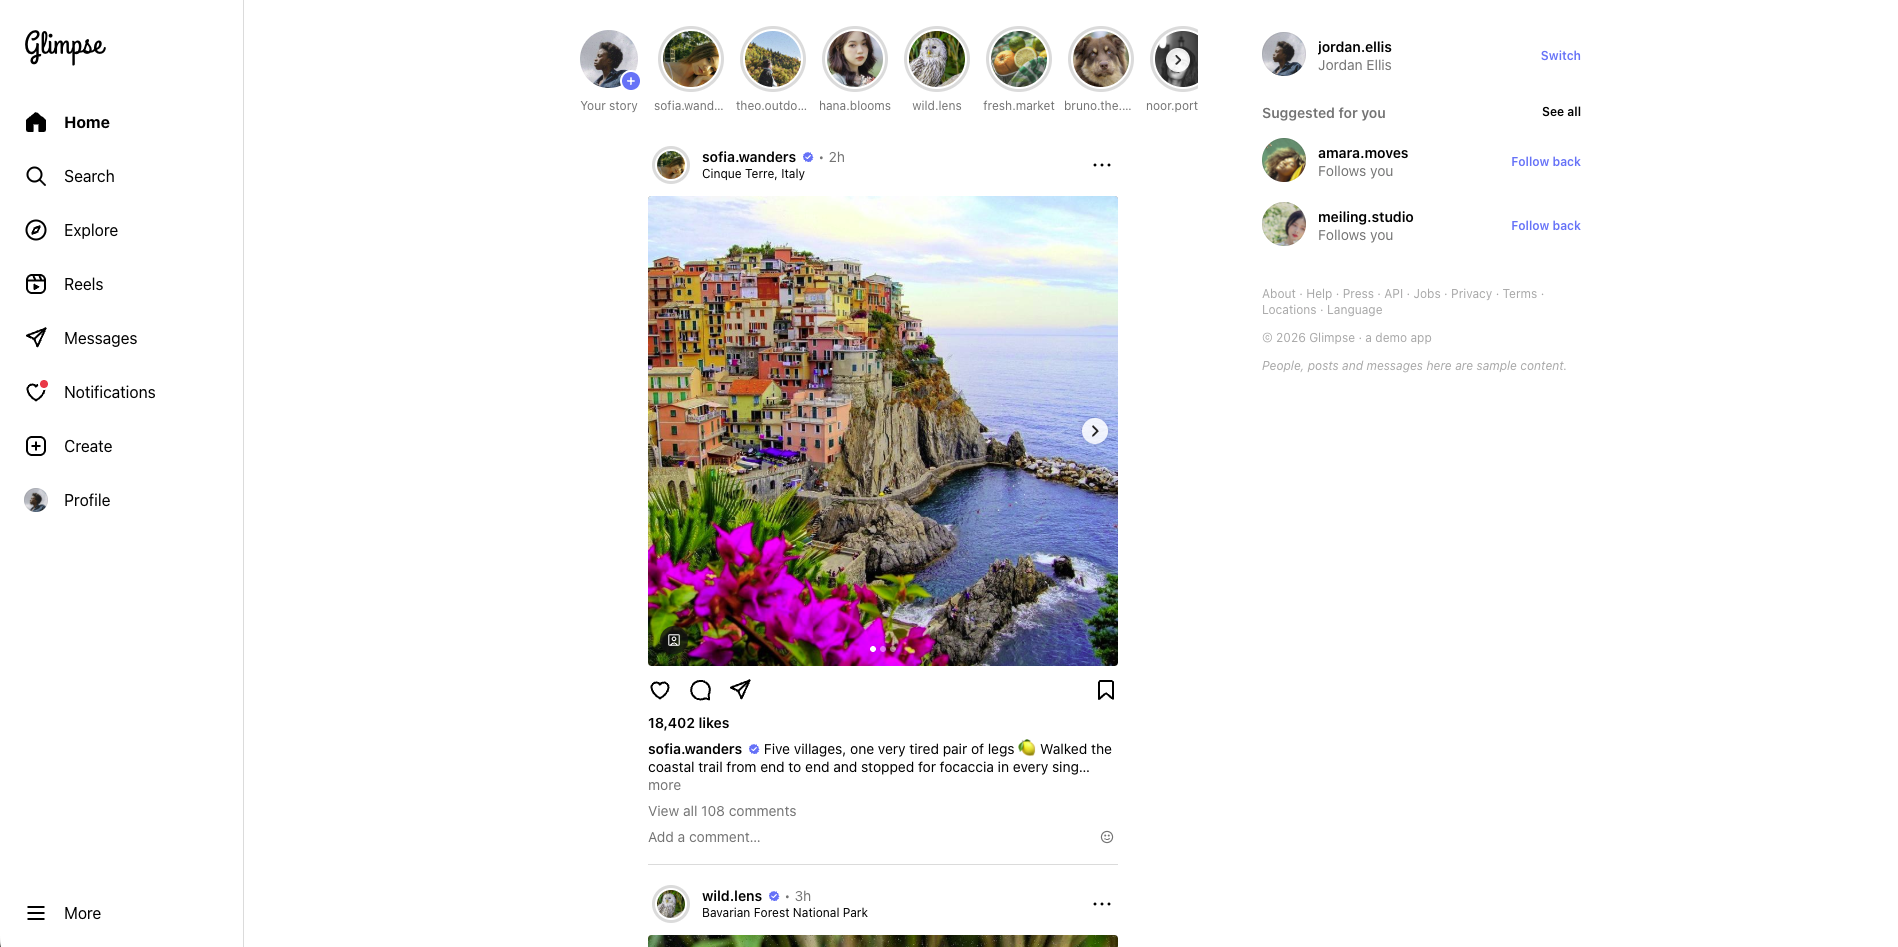 Glimpse
Home
Search
Explore
Reels
Messages
Notifications
Create
Profile
More
Your story
sofia.wand...
theo.outdo...
hana.blooms
wild.lens
fresh.market
bruno.the....
noor.port
sofia.wanders • 2h
Cinque Terre, Italy
18,402 likes
sofia.wanders Five villages, one very tired pair of legs 🍋 Walked the
coastal trail from end to end and stopped for focaccia in every sing...
more
View all 108 comments
Add a comment...
wild.lens • 3h
Bavarian Forest National Park
jordan.ellis
Jordan Ellis
Switch
Suggested for you
See all
amara.moves
Follows you
Follow back
meiling.studio
Follows you
Follow back
About · Help · Press · API · Jobs · Privacy · Terms ·
Locations · Language
© 2026 Glimpse · a demo app
People, posts and messages here are sample content.